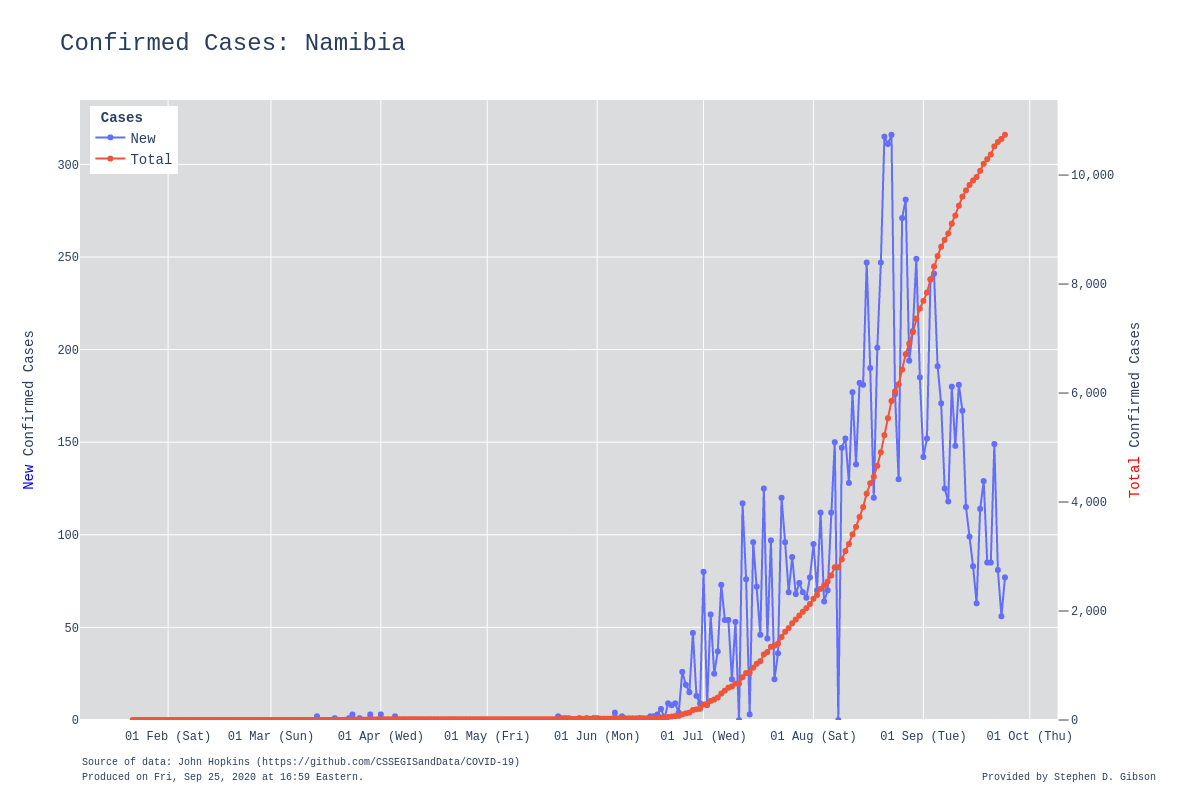 Confirmed Cases: Namibia
Cases
New
Total
300
250
200
150
100
50
0
New Confirmed Cases
10,000
8,000
6,000
4,000
2,000
0
Total Confirmed Cases
01 Feb (Sat) 01 Mar (Sun) 01 Apr (Wed) 01 May (Fri) 01 Jun (Mon) 01 Jul (Wed) 01 Aug (Sat) 01 Sep (Tue) 01 Oct (Thu)
Source of data: John Hopkins (https://github.com/CSSEGISandData/COVID-19)
Produced on Fri, Sep 25, 2020 at 16:59 Eastern.
Provided by Stephen D. Gibson